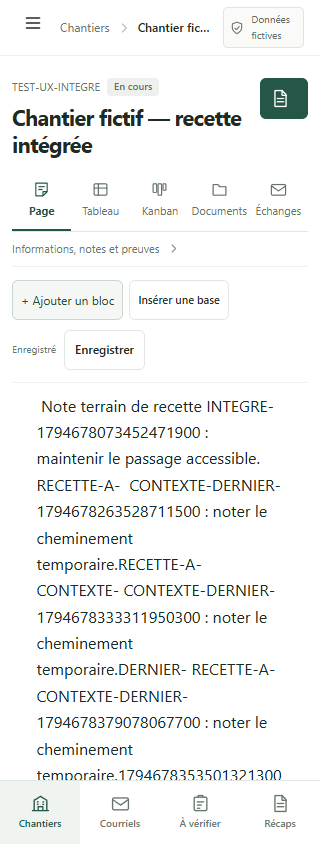 Chantiers > Chantier fic... Données
fictives
TEST-UX-INTEGRE En cours
Chantier fictif — recette
intégrée
Page Tableau Kanban Documents Échanges
Informations, notes et preuves >
+ Ajouter un bloc Insérer une base
Enregistré Enregistrer
Note terrain de recette INTEGRE-
1794678073452471900 :
maintenir le passage accessible.
RECETTE-A- CONTEXTE-DERNIER-
1794678263528711500 : noter le
cheminement
temporaire.RECETTE-A-
CONTEXTE- CONTEXTE-DERNIER-
1794678333311950300 : noter le
cheminement
temporaire.DERNIER- RECETTE-A-
CONTEXTE-DERNIER-
1794678379078067700 : noter le
cheminement
temporaire.1794678353501321300
Chantiers Courriels À vérifier Récaps